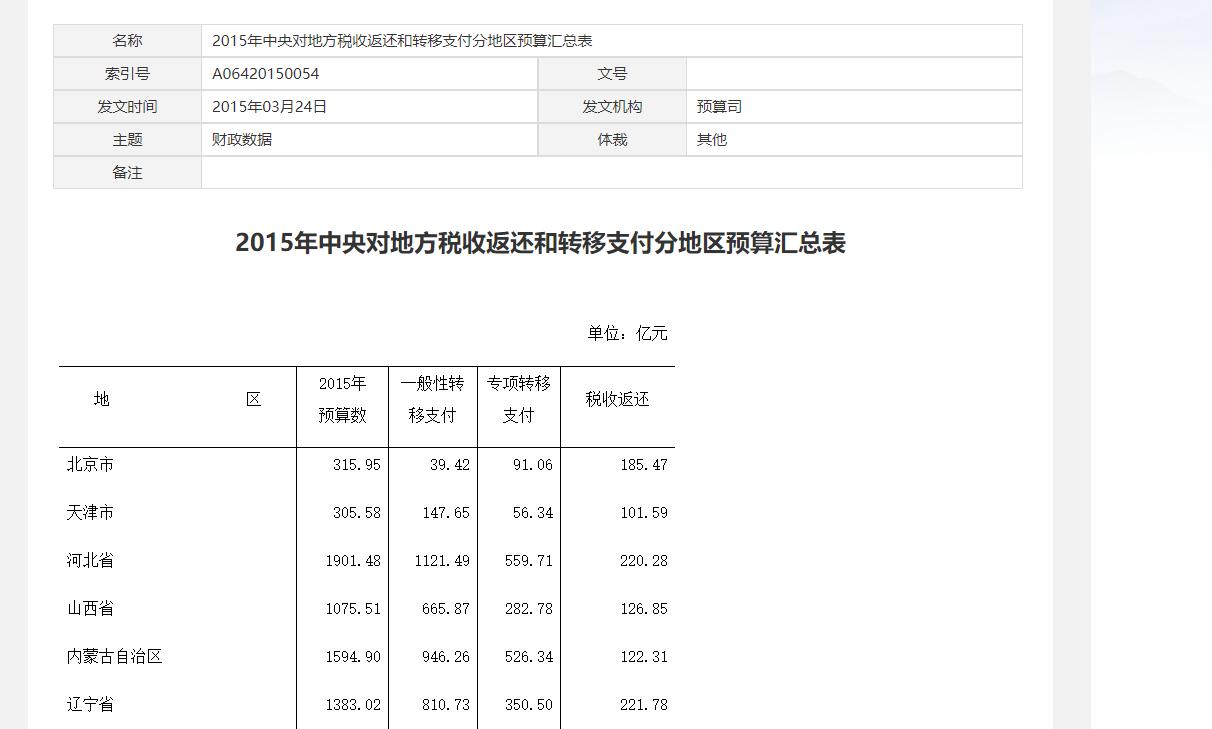 名称 2015年中央对地方税收返还和转移支付分地区预算汇总表
索引号 A06420150054 文号
发文时间 2015年03月24日 发文机构 预算司
主题 财政数据 体裁 其他
备注
2015年中央对地方税收返还和转移支付分地区预算汇总表
单位：亿元
地 区 2015年预算数 一般性转移支付 专项转移支付 税收返还
北京市 315.95 39.42 91.06 185.47
天津市 305.58 147.65 56.34 101.59
河北省 1901.48 1121.49 559.71 220.28
山西省 1075.51 665.87 282.78 126.85
内蒙古自治区 1594.90 946.26 526.34 122.31
辽宁省 1383.02 810.73 350.50 221.78